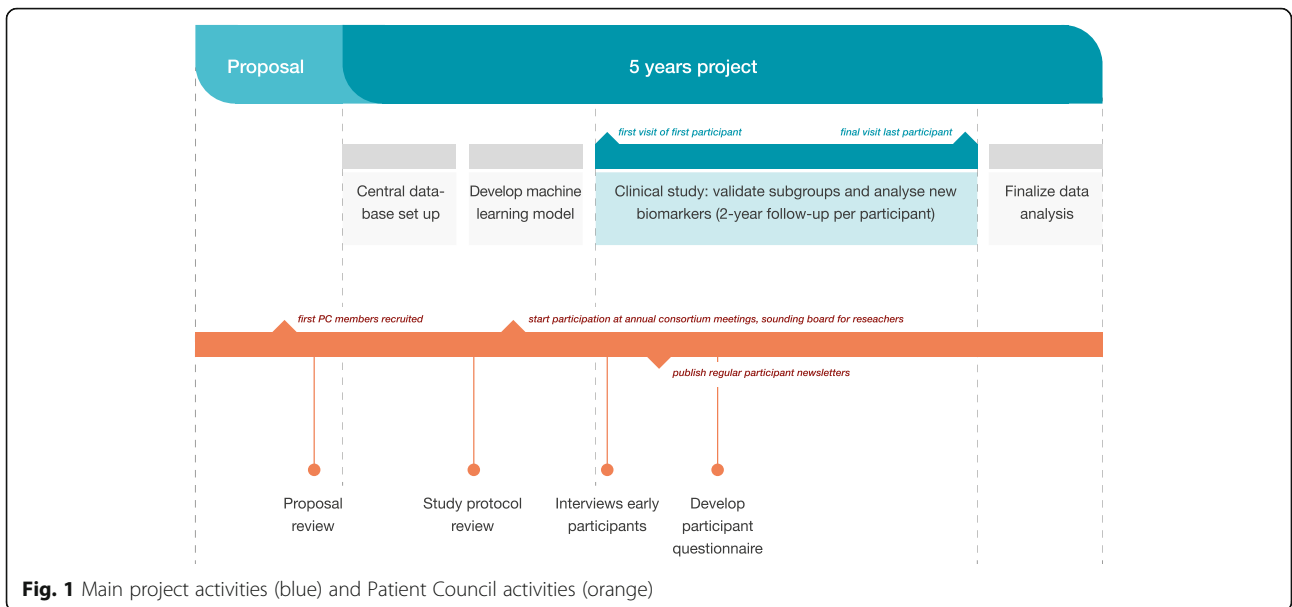 Proposal
5 years project
first visit of first participant
final visit last participant
Central data-
base set up
Develop machine
learning model
Clinical study: validate subgroups and analyse new
biomarkers (2-year follow-up per participant)
Finalize data
analysis
first PC members recruited
start participation at annual consortium meetings, sounding board for reseachers
publish regular participant newsletters
Proposal
review
Study protocol
review
Interviews early
participants
Develop
participant
questionnaire
Fig. 1 Main project activities (blue) and Patient Council activities (orange)